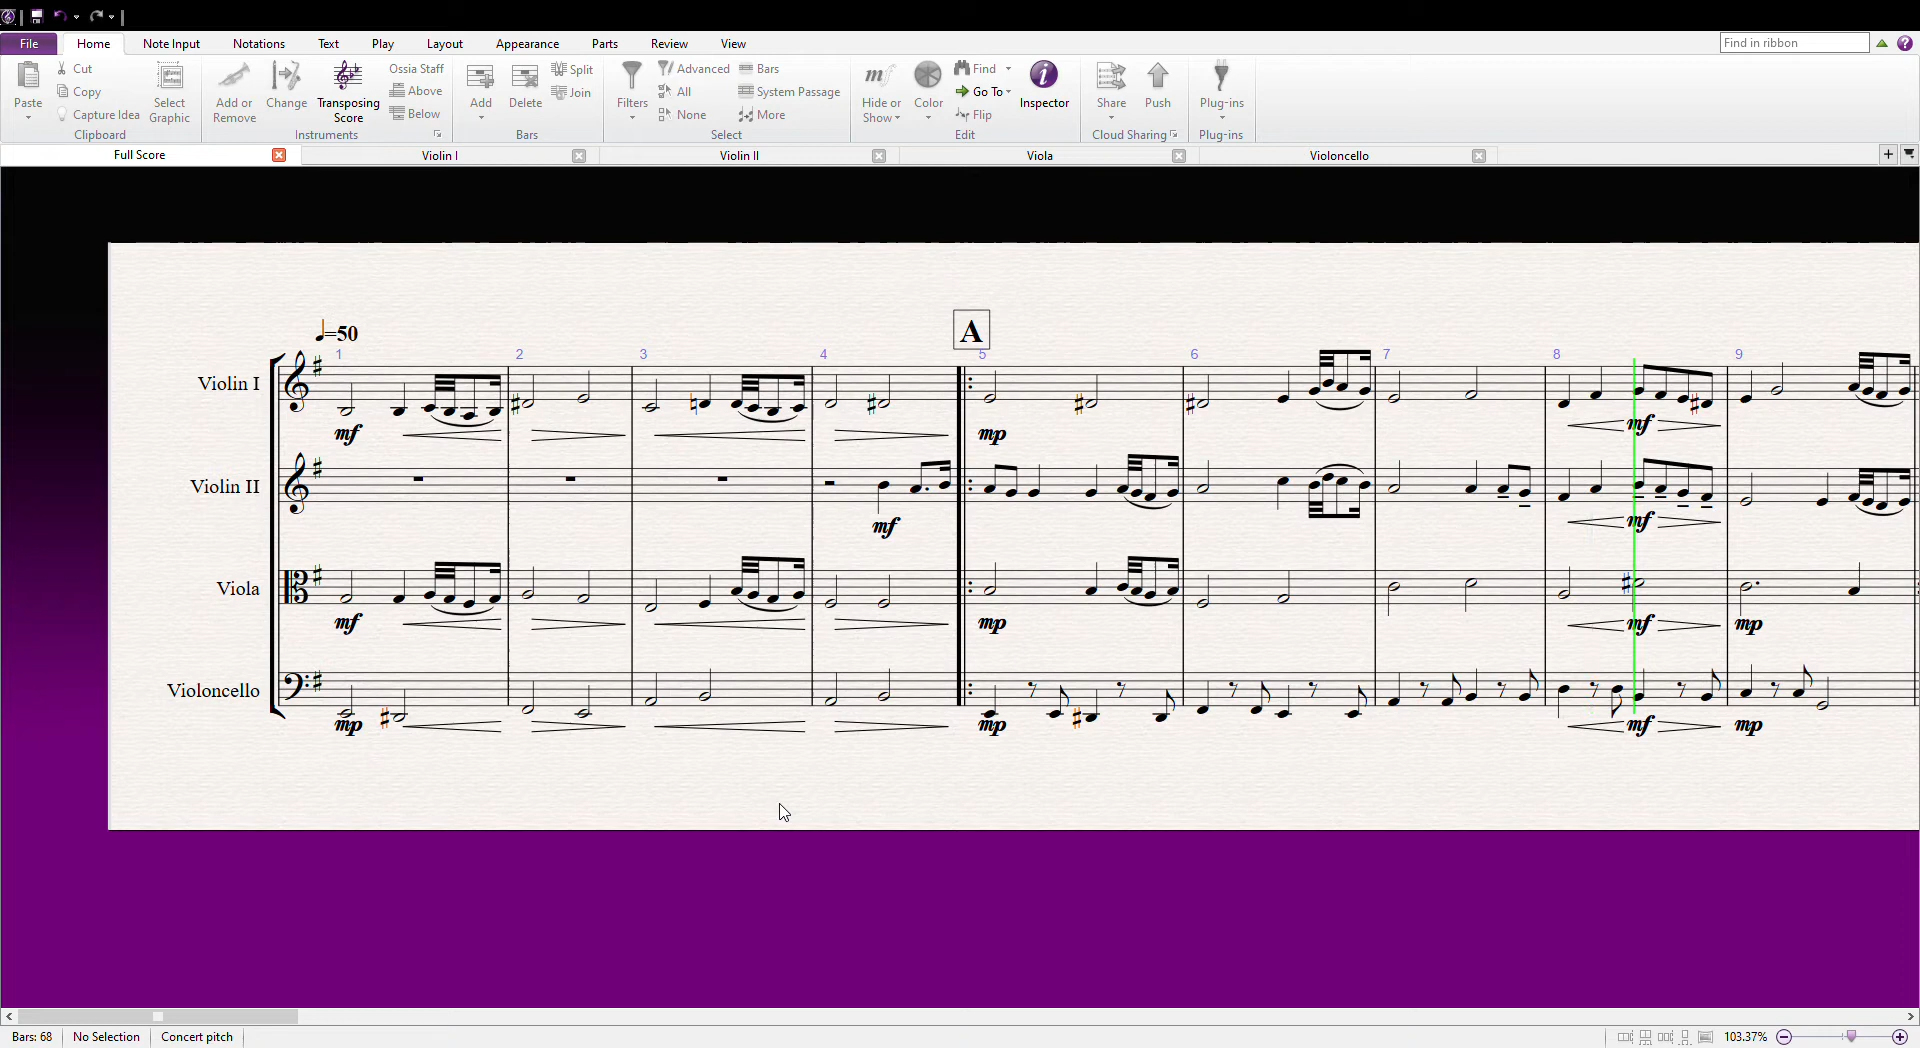 File Home Note Input Notations Text Play Layout Appearance Parts Review View Find in ribbon
Paste Cut Copy Capture Idea Select Graphic Clipboard
Add or Remove Change Transposing Score Ossia Staff Above Below Instruments
Add Delete Split Join Bars
Filters Advanced All None Bars System Passage More Select
Hide or Show Color Find Go To Flip Inspector Edit
Share Push Cloud Sharing
Plug-ins Plug-ins
Full Score Violin I Violin II Viola Violoncello
=50
A
1 2 3 4 5 6 7 8 9
Violin I
mf mp mf
Violin II
mf mf
Viola
mf mp mf mp
Violoncello
mp mp mf mp
Bars: 68 No Selection Concert pitch 103.37%